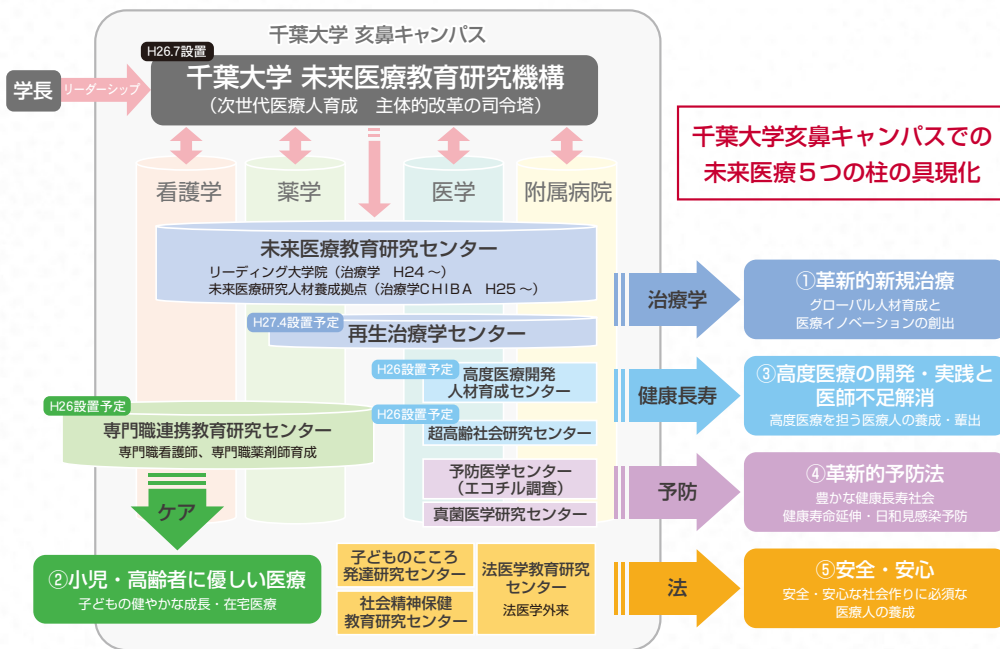 千葉大学 亥鼻キャンパス
H26.7設置
千葉大学 未来医療教育研究機構
（次世代医療人育成　主体的改革の司令塔）
学長
リーダーシップ
千葉大学亥鼻キャンパスでの
未来医療５つの柱の具現化
看護学
薬学
医学
附属病院
未来医療教育研究センター
リーディング大学院（治療学　H24～）
未来医療研究人材養成拠点（治療学CHIBA　H25～）
H27.4設置予定
再生治療学センター
治療学
①革新的新規治療
グローバル人材育成と
医療イノベーションの創出
H26設置予定
高度医療開発
人材育成センター
H26設置予定
超高齢社会研究センター
健康長寿
③高度医療の開発・実践と
医師不足解消
高度医療を担う医療人の養成・輩出
H26設置予定
専門職連携教育研究センター
専門職看護師、専門職薬剤師育成
予防医学センター
（エコチル調査）
真菌医学研究センター
予防
④革新的予防法
豊かな健康長寿社会
健康寿命延伸・日和見感染予防
ケア
②小児・高齢者に優しい医療
子どもの健やかな成長・在宅医療
子どものこころ
発達研究センター
社会精神保健
教育研究センター
法医学教育研究
センター
法医学外来
法
⑤安全・安心
安全・安心な社会作りに必須な
医療人の養成